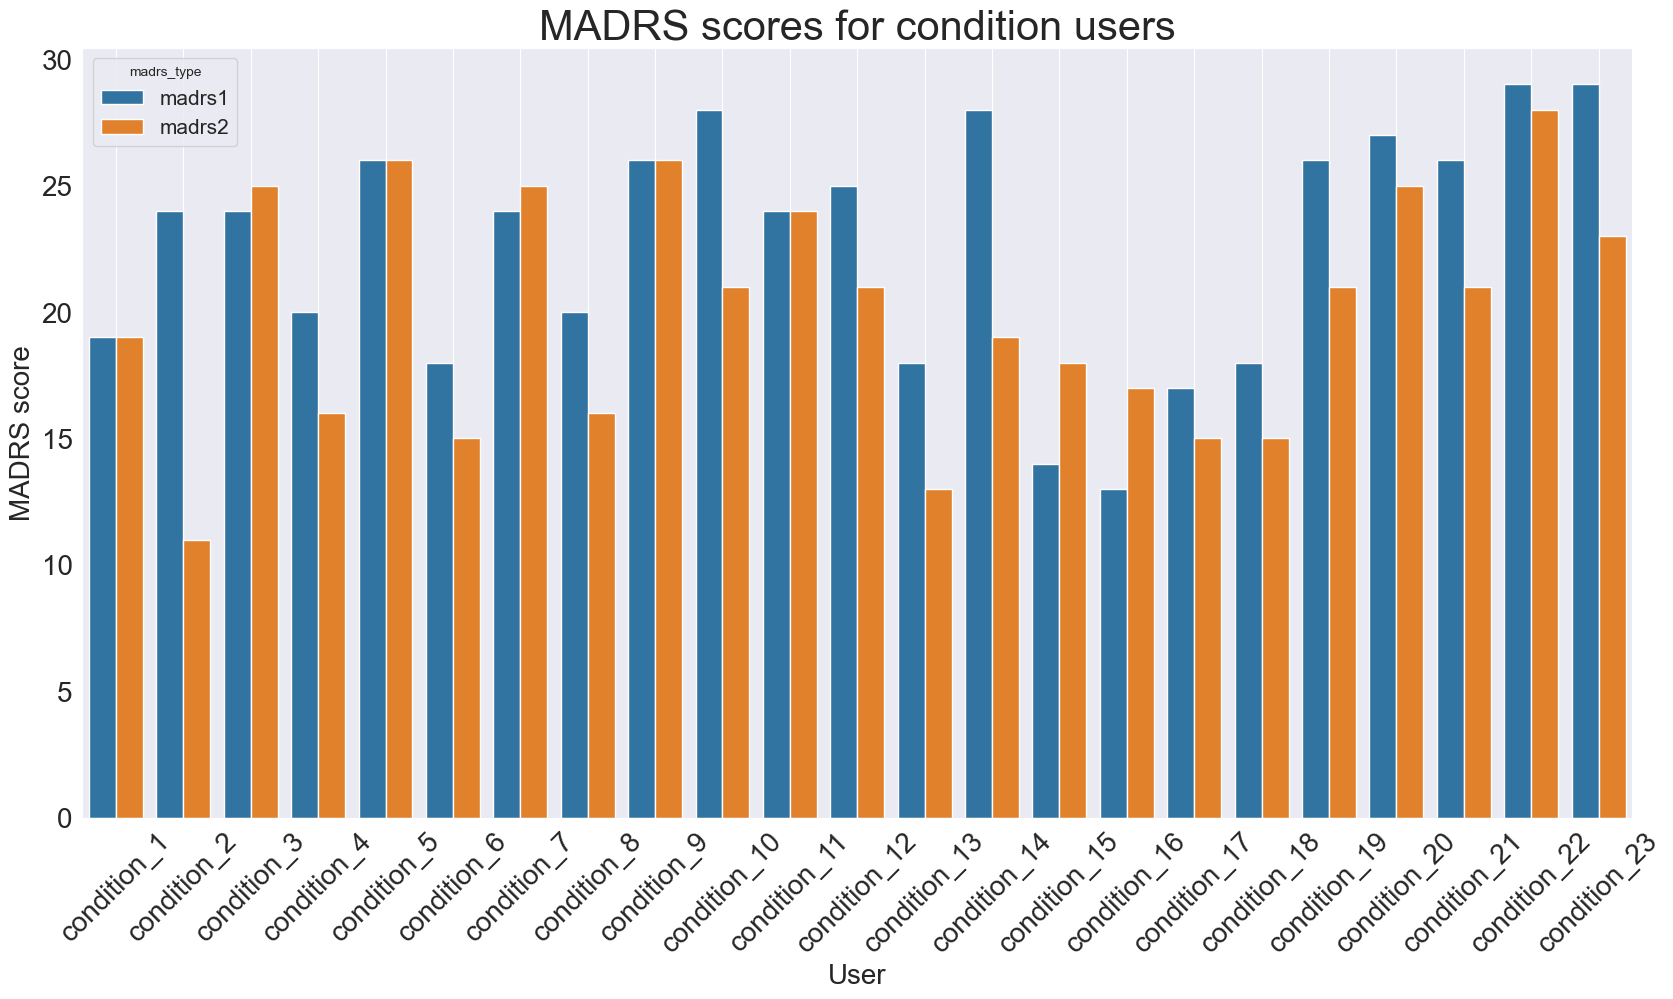 MADRS scores for condition users
madrs_type
madrs1
madrs2
30
25
20
15
10
5
0
MADRS score
condition_1
condition_2
condition_3
condition_4
condition_5
condition_6
condition_7
condition_8
condition_9
condition_10
condition_11
condition_12
condition_13
condition_14
condition_15
condition_16
condition_17
condition_18
condition_19
condition_20
condition_21
condition_22
condition_23
User